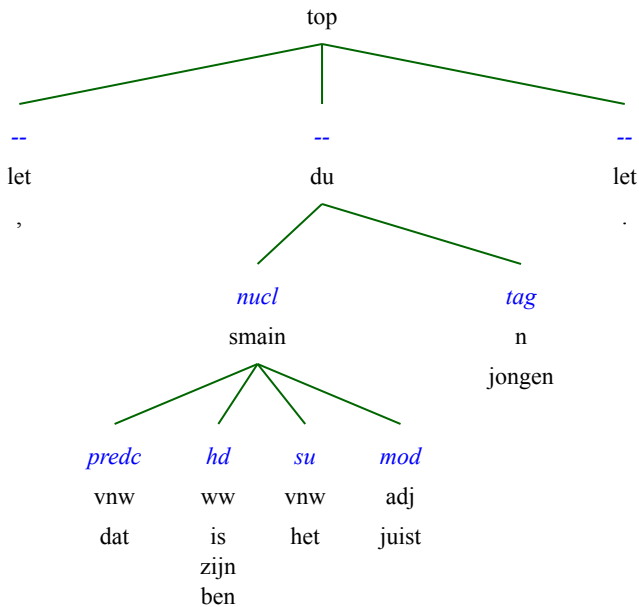 top
-- -- --
let du let
, .
nucl tag
smain n
jongen
predc hd su mod
vnw ww vnw adj
dat is het juist
zijn
ben